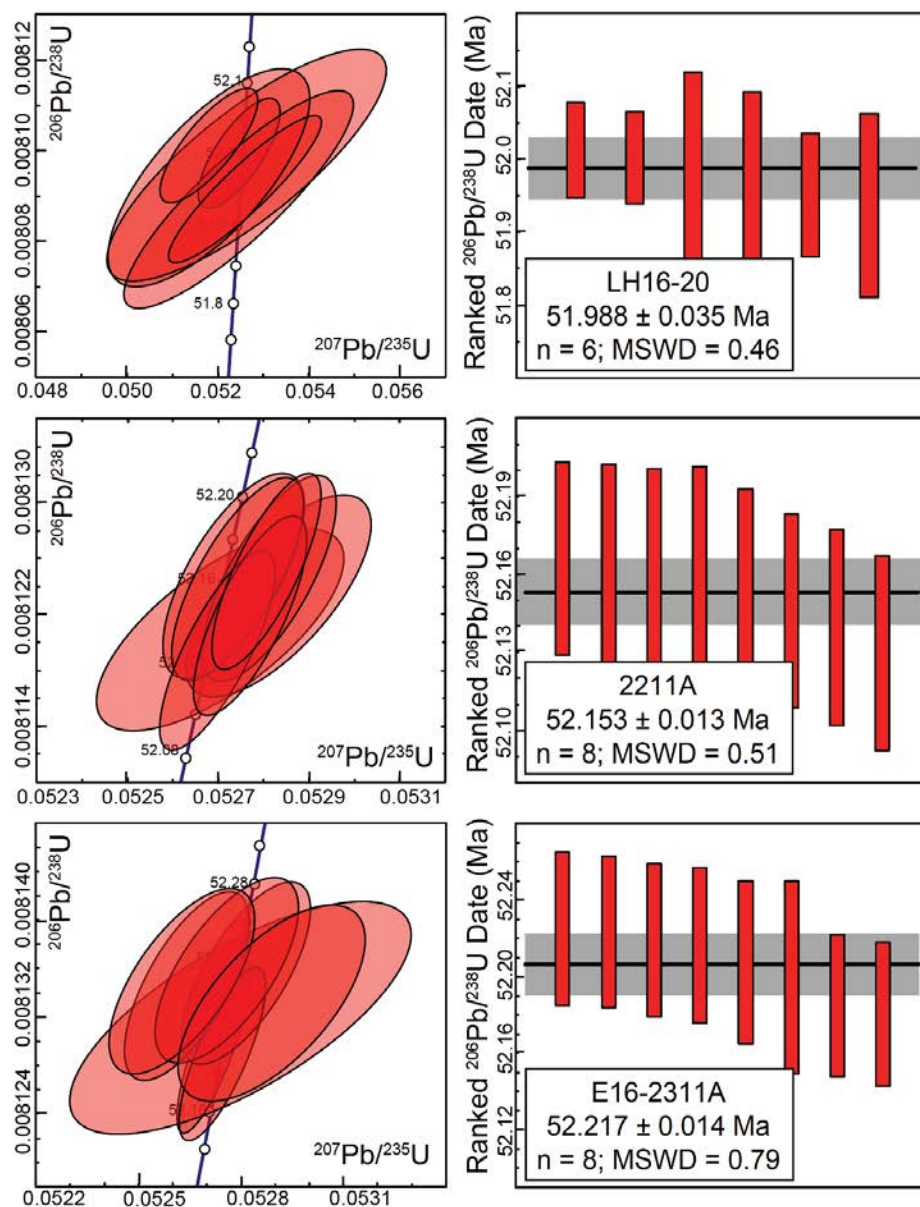 0.00812
0.00810
0.00808
0.00806
²⁰⁶Pb/²³⁸U
52.1
51.8
²⁰⁷Pb/²³⁵U
0.048 0.050 0.052 0.054 0.056
Ranked ²⁰⁶Pb/²³⁸U Date (Ma)
52.1
52.0
51.9
51.8
LH16-20
51.988 ± 0.035 Ma
n = 6; MSWD = 0.46
0.008130
0.008122
0.008114
²⁰⁶Pb/²³⁸U
52.20
52.16
52.08
²⁰⁷Pb/²³⁵U
0.0523 0.0525 0.0527 0.0529 0.0531
Ranked ²⁰⁶Pb/²³⁸U Date (Ma)
52.19
52.16
52.13
52.10
2211A
52.153 ± 0.013 Ma
n = 8; MSWD = 0.51
0.008140
0.008132
0.008124
²⁰⁶Pb/²³⁸U
52.28
²⁰⁷Pb/²³⁵U
0.0522 0.0525 0.0528 0.0531
Ranked ²⁰⁶Pb/²³⁸U Date (Ma)
52.24
52.20
52.16
52.12
E16-2311A
52.217 ± 0.014 Ma
n = 8; MSWD = 0.79